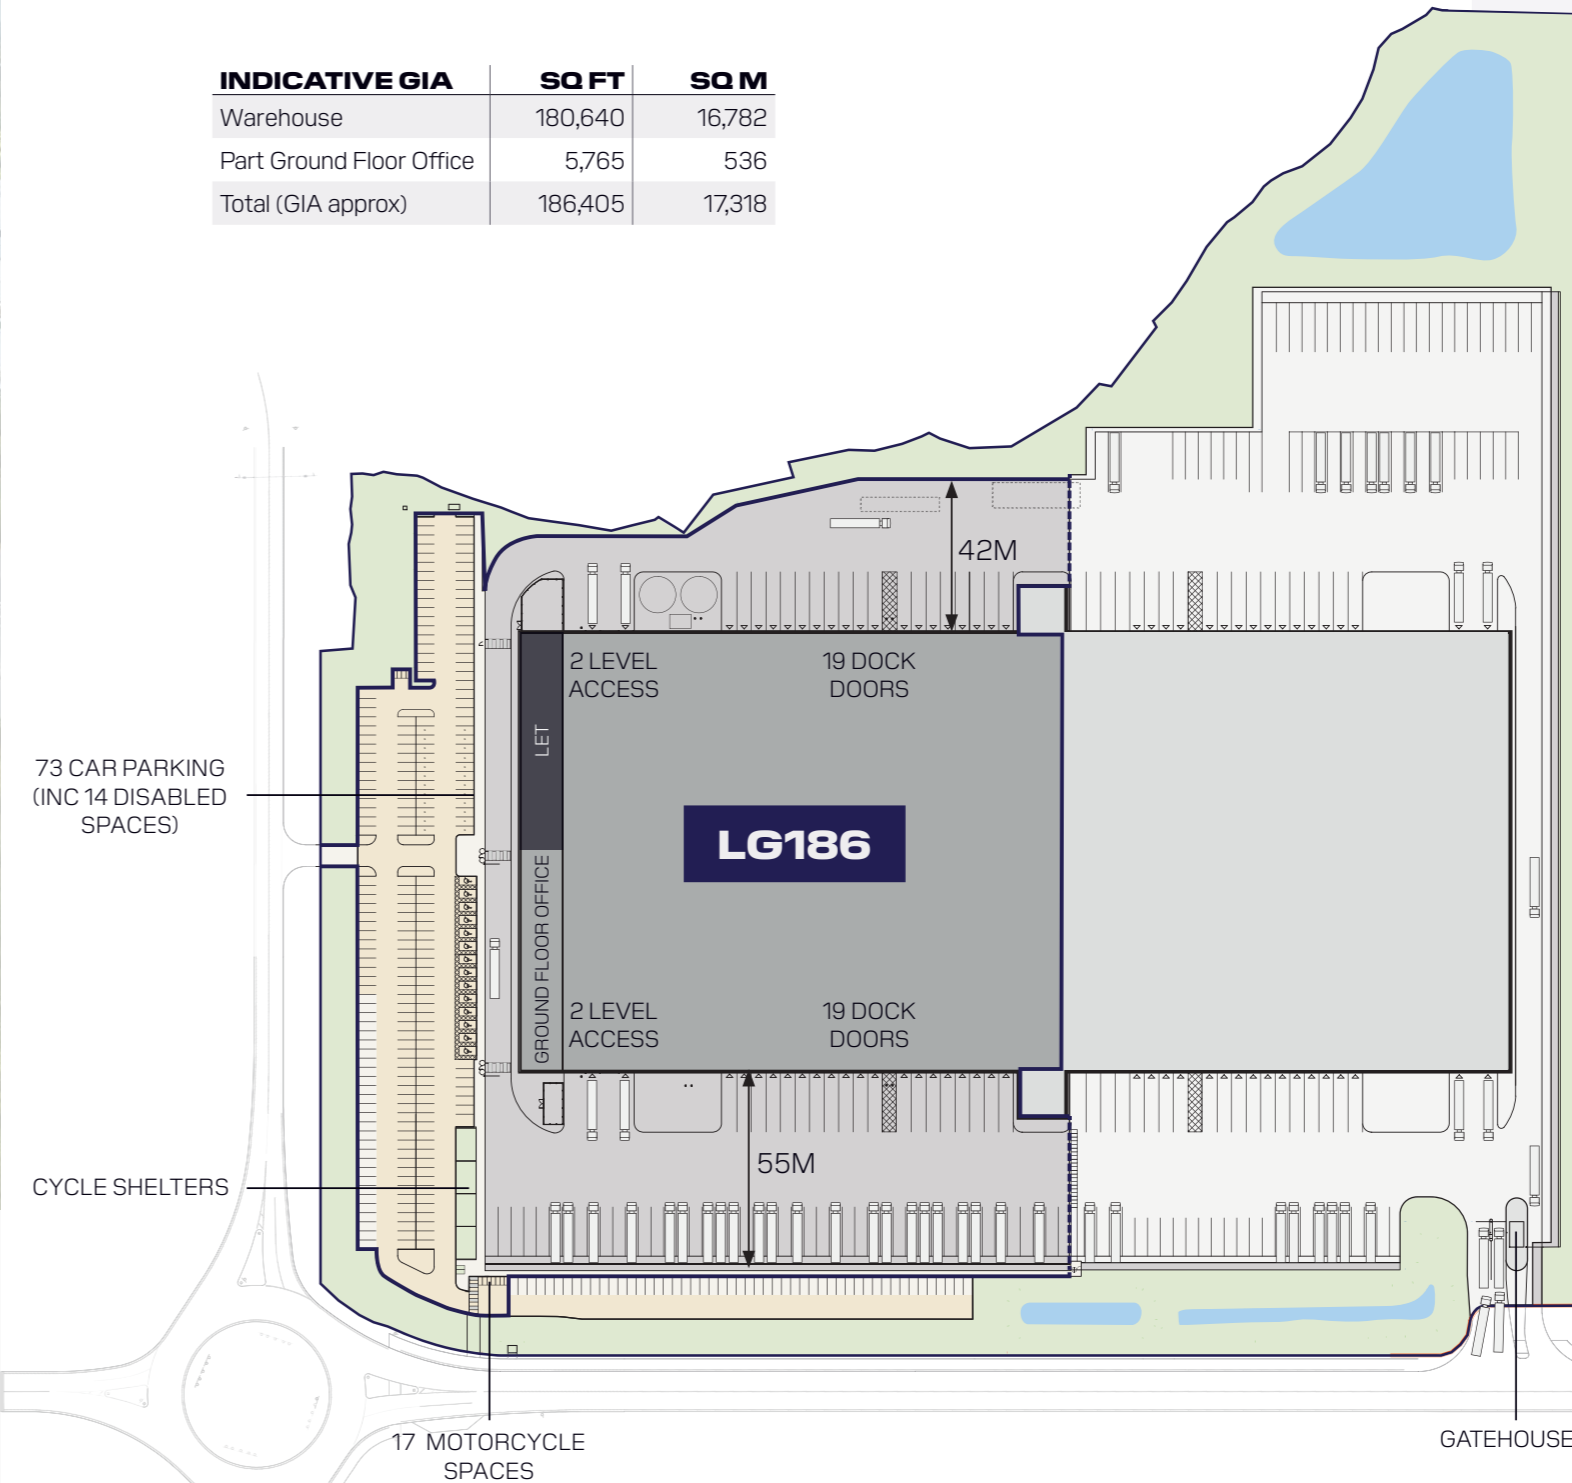 INDICATIVE GIA SQ FT SQ M
Warehouse 180,640 16,782
Part Ground Floor Office 5,765 536
Total (GIA approx) 186,405 17,318
42M
2 LEVEL
ACCESS
19 DOCK
DOORS
LET
73 CAR PARKING
(INC 14 DISABLED
SPACES)
LG186
GROUND FLOOR OFFICE
2 LEVEL
ACCESS
19 DOCK
DOORS
55M
CYCLE SHELTERS
17 MOTORCYCLE
SPACES
GATEHOUSE